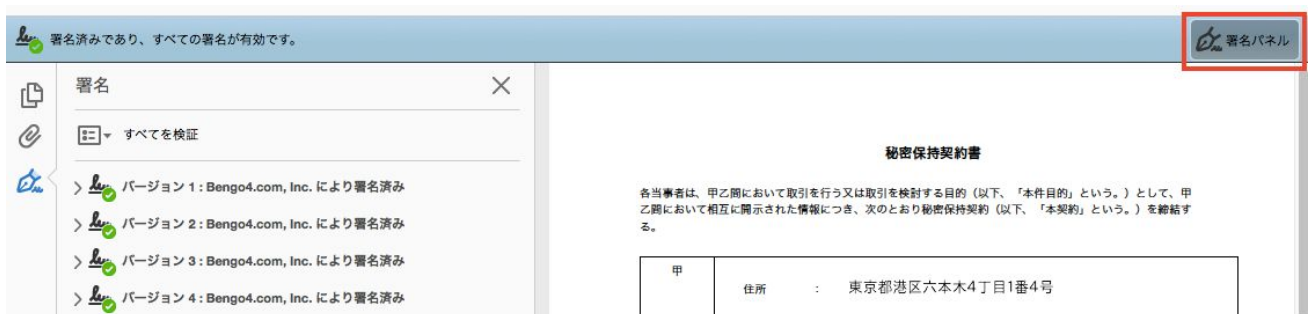 署名済みであり、すべての署名が有効です。
署名パネル
署名
すべてを検証
バージョン 1 : Bengo4.com, Inc. により署名済み
バージョン 2 : Bengo4.com, Inc. により署名済み
バージョン 3 : Bengo4.com, Inc. により署名済み
バージョン 4 : Bengo4.com, Inc. により署名済み
秘密保持契約書
各当事者は、甲乙間において取引を行う又は取引を検討する目的（以下、「本件目的」という。）として、甲
乙間において相互に開示された情報につき、次のとおり秘密保持契約（以下、「本契約」という。）を締結す
る。
甲
住所 : 東京都港区六本木4丁目1番4号